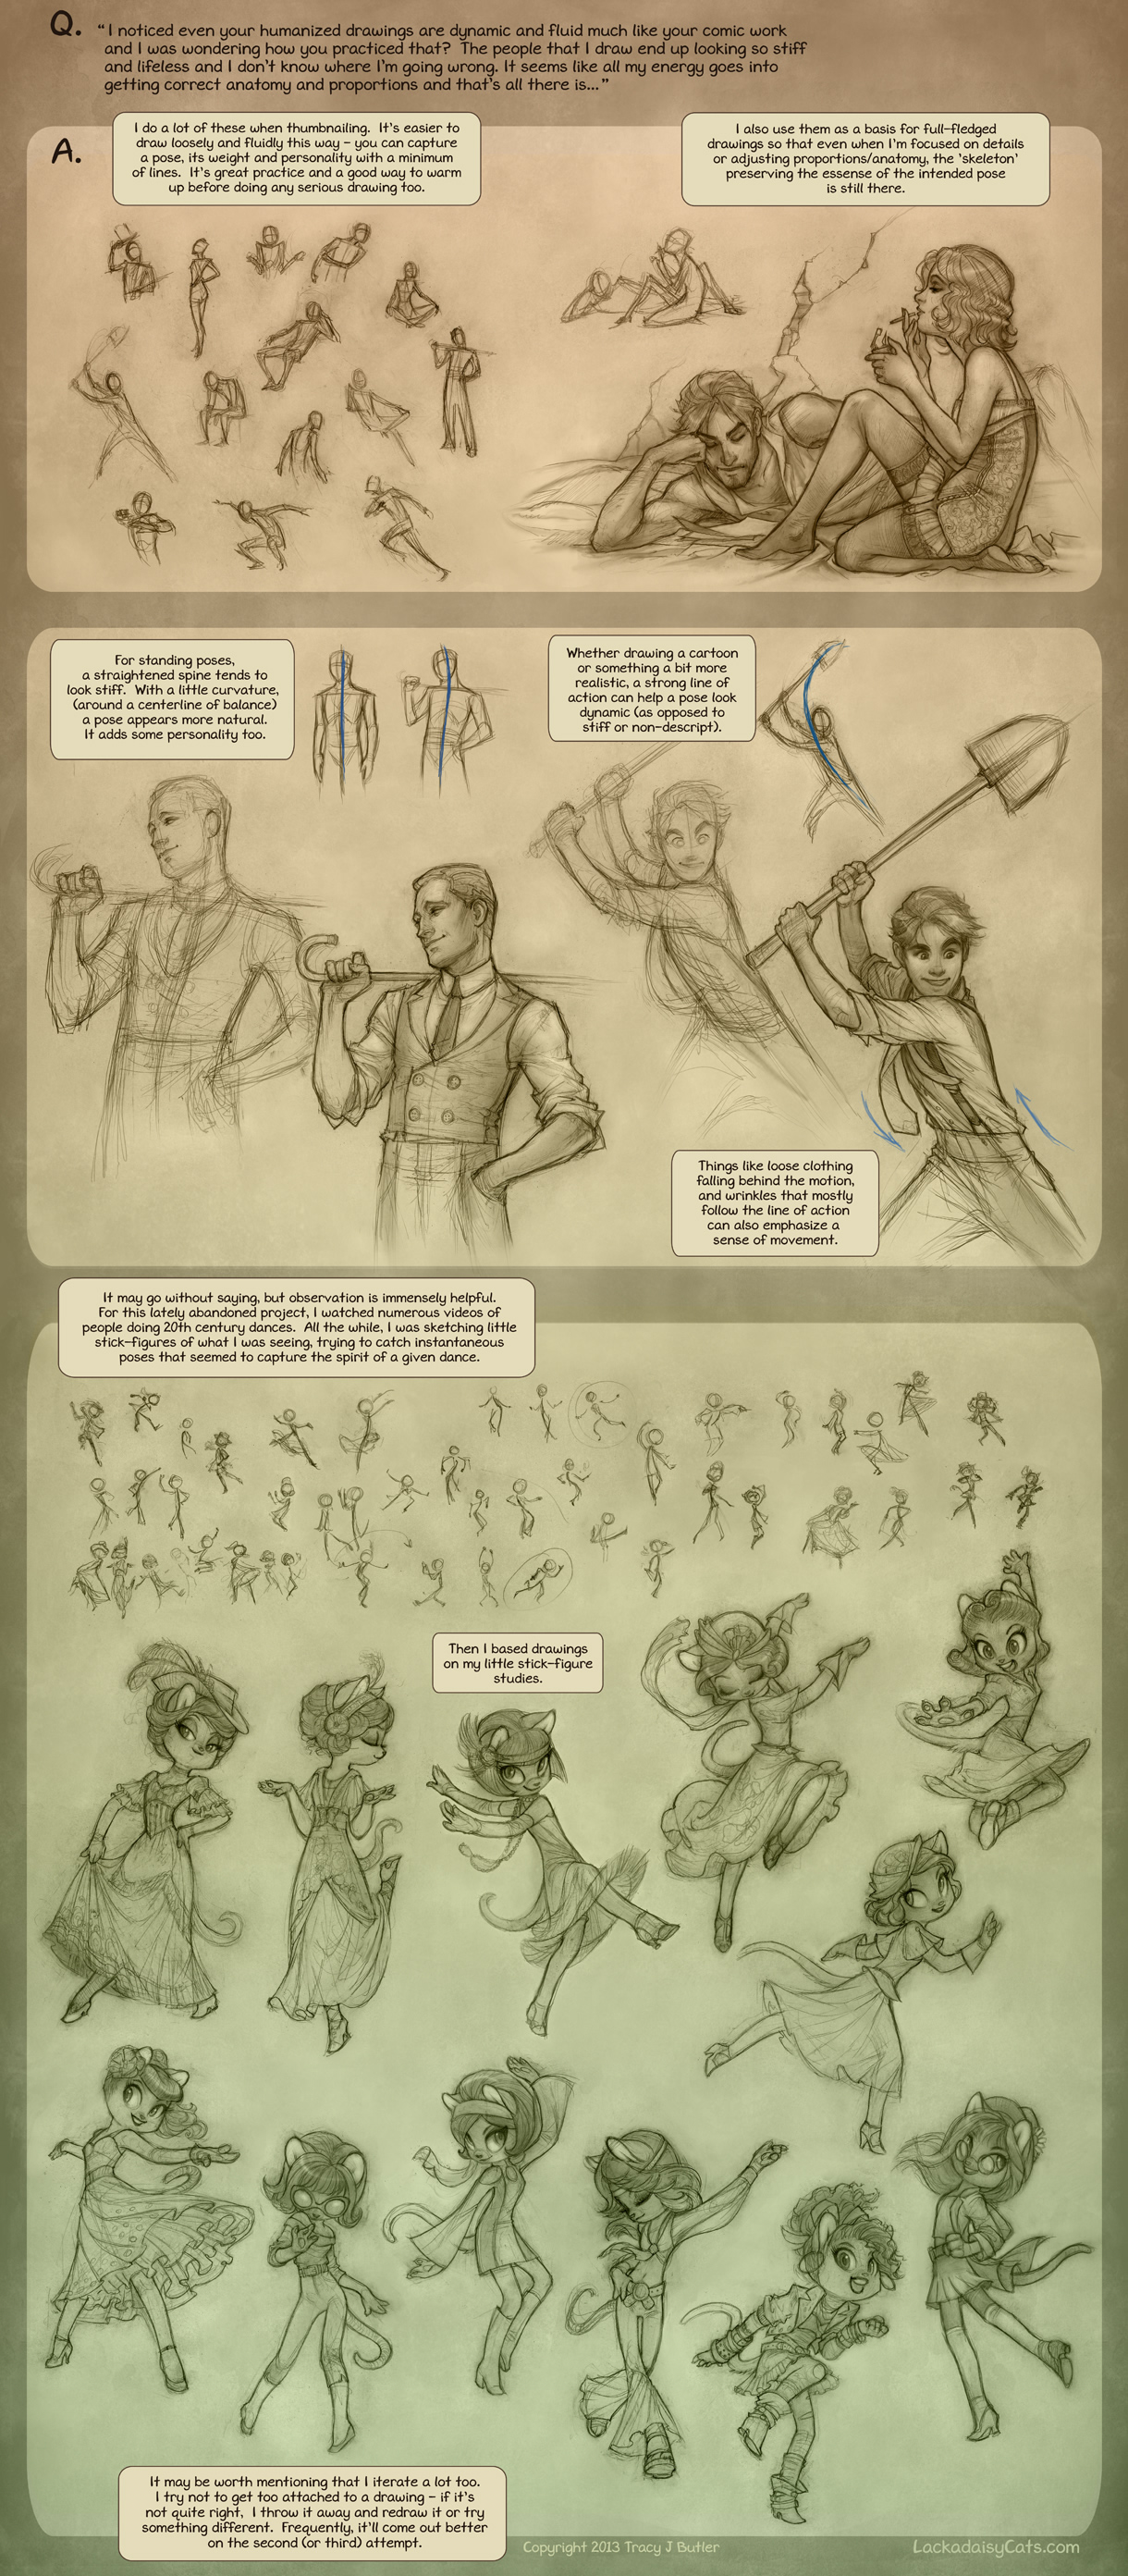 Q. “I noticed even your humanized drawings are dynamic and fluid much like your comic work
and I was wondering how you practiced that? The people that I draw end up looking so stiff
and lifeless and I don't know where I'm going wrong. It seems like all my energy goes into
getting correct anatomy and proportions and that's all there is...”
A.
I do a lot of these when thumbnailing. It's easier to
draw loosely and fluidly this way – you can capture
a pose, its weight and personality with a minimum
of lines. It's great practice and a good way to warm
up before doing any serious drawing too.
I also use them as a basis for full-fledged
drawings so that even when I'm focused on details
or adjusting proportions/anatomy, the 'skeleton'
preserving the essense of the intended pose
is still there.
For standing poses,
a straightened spine tends to
look stiff. With a little curvature,
(around a centerline of balance)
a pose appears more natural.
It adds some personality too.
Whether drawing a cartoon
or something a bit more
realistic, a strong line of
action can help a pose look
dynamic (as opposed to
stiff or non-descript).
Things like loose clothing
falling behind the motion,
and wrinkles that mostly
follow the line of action
can also emphasize a
sense of movement.
It may go without saying, but observation is immensely helpful.
For this lately abandoned project, I watched numerous videos of
people doing 20th century dances. All the while, I was sketching little
stick-figures of what I was seeing, trying to catch instantaneous
poses that seemed to capture the spirit of a given dance.
Then I based drawings
on my little stick-figure
studies.
It may be worth mentioning that I iterate a lot too.
I try not to get too attached to a drawing – if it's
not quite right, I throw it away and redraw it or try
something different. Frequently, it'll come out better
on the second (or third) attempt.
Copyright 2013 Tracy J Butler
LackadaisyCats.com